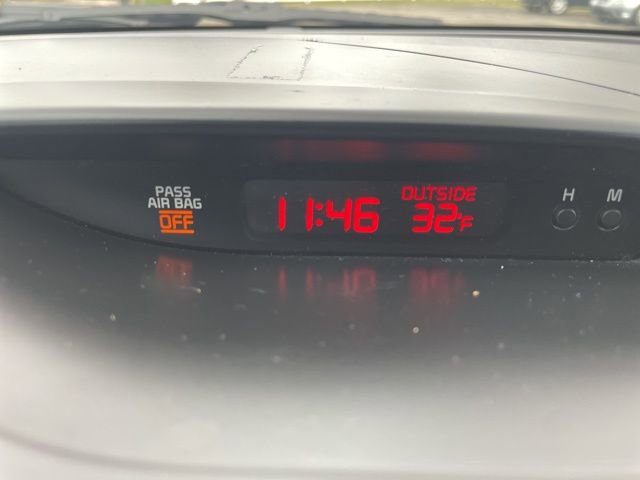 PASS
AIR BAG
OFF
11:46
OUTSIDE
32°F
H M